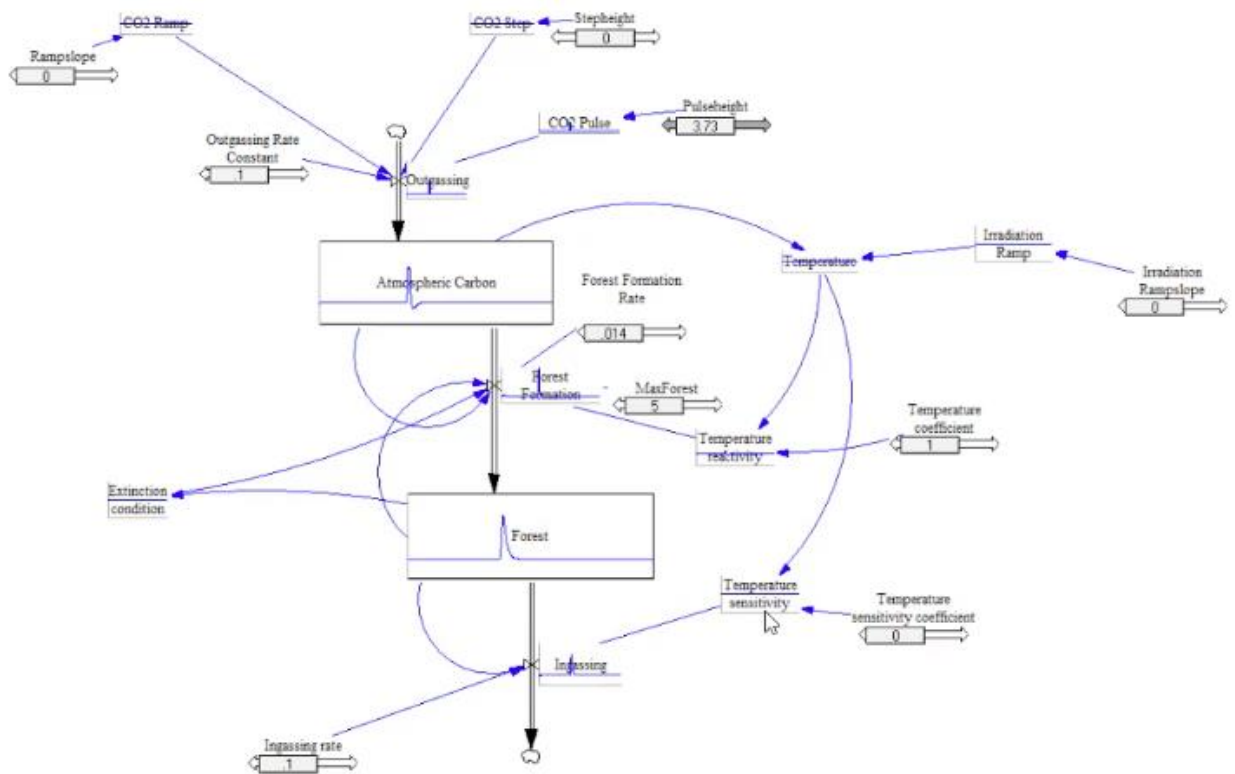 CO2 Ramp
CO2 Step
Stepheight
0
Rampslope
0
CO2 Pulse
Pulseheight
3.73
Outgassing Rate
Constant
.1
Outgassing
Atmospheric Carbon
Temperature
Irradiation
Ramp
Irradiation
Rampslope
0
Forest Formation
Rate
.014
Forest
Formation
MaxForest
5
Temperature
reactivity
Temperature
coefficient
1
Extinction
condition
Forest
Temperature
sensitivity
Temperature
sensitivity coefficient
0
Ingassing
Ingassing rate
.1